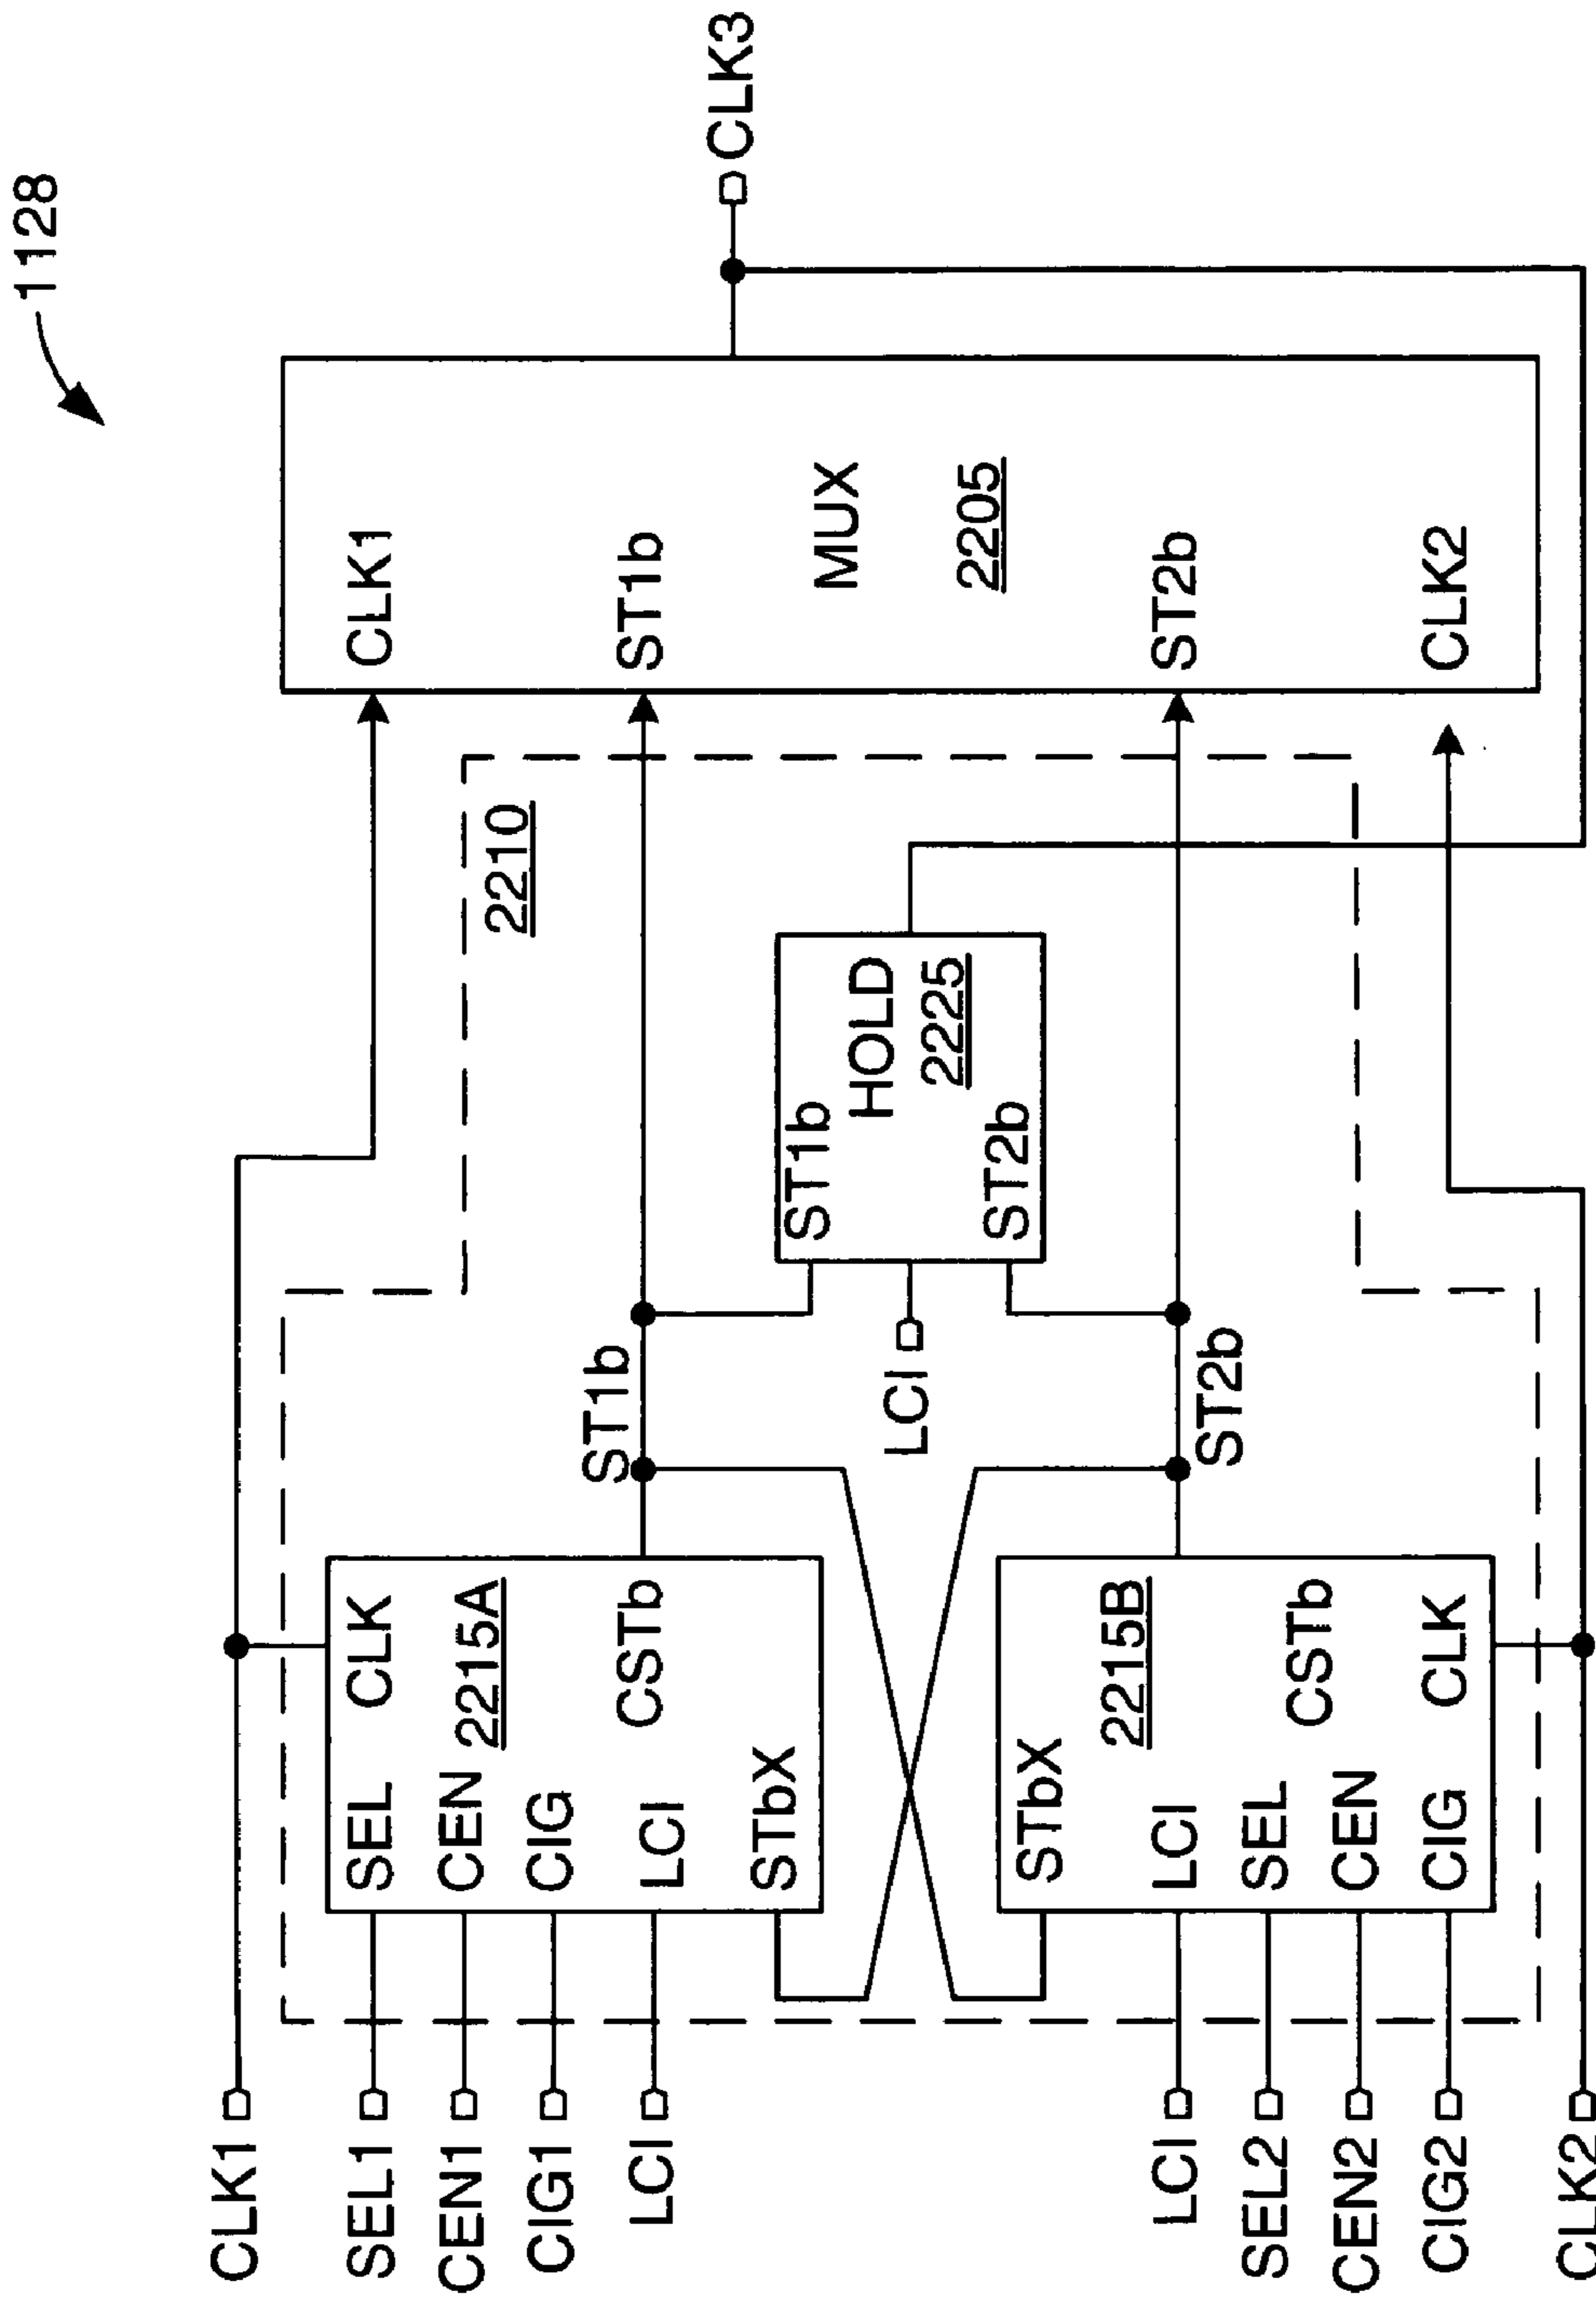 1128
CLK1
SEL1
CEN1
CIG1
LCI
SEL CLK
CEN 2215A
CIG
CSTb
LCI
STbX
ST1b
2210
CLK1
ST1b
MUX
2205
ST2b
CLK2
CLK3
ST1b
HOLD
2225
ST2b
LCI
ST2b
STbX
2215B
LCI
SEL
CSTb
CEN
CIG CLK
LCI
SEL2
CEN2
CIG2
CLK2